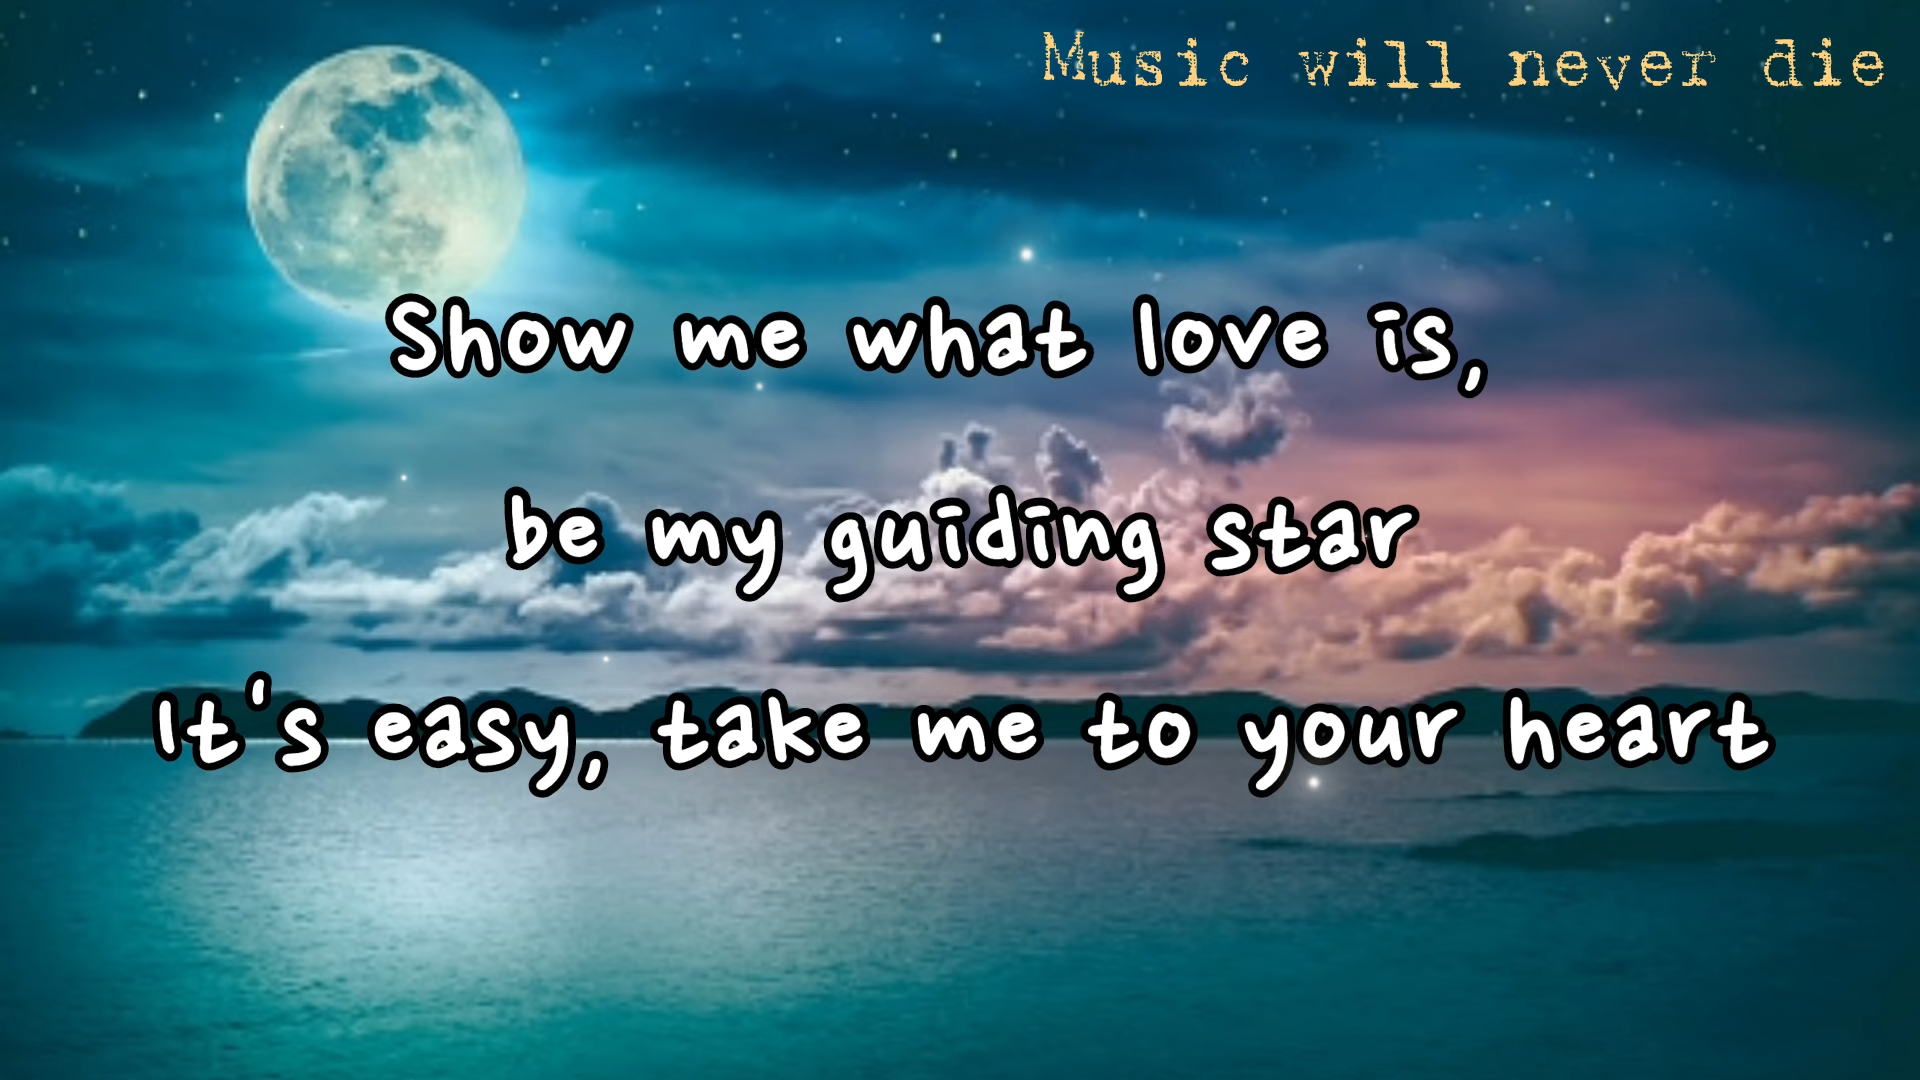 Music will never die
Show me what love is,
be my guiding star
It's easy, take me to your heart